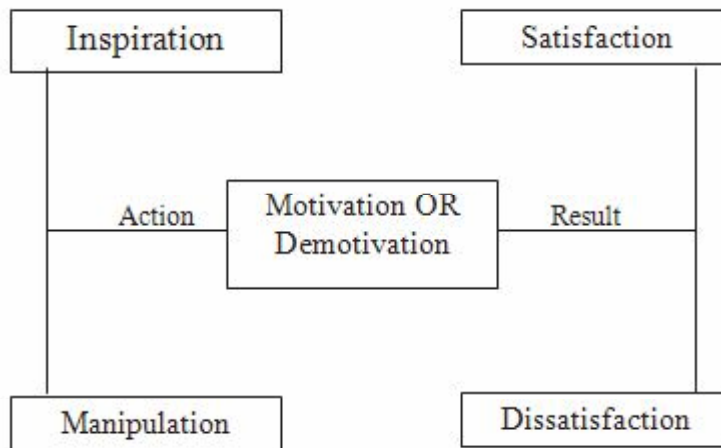 Inspiration
Satisfaction
Action
Motivation OR
Demotivation
Result
Manipulation
Dissatisfaction